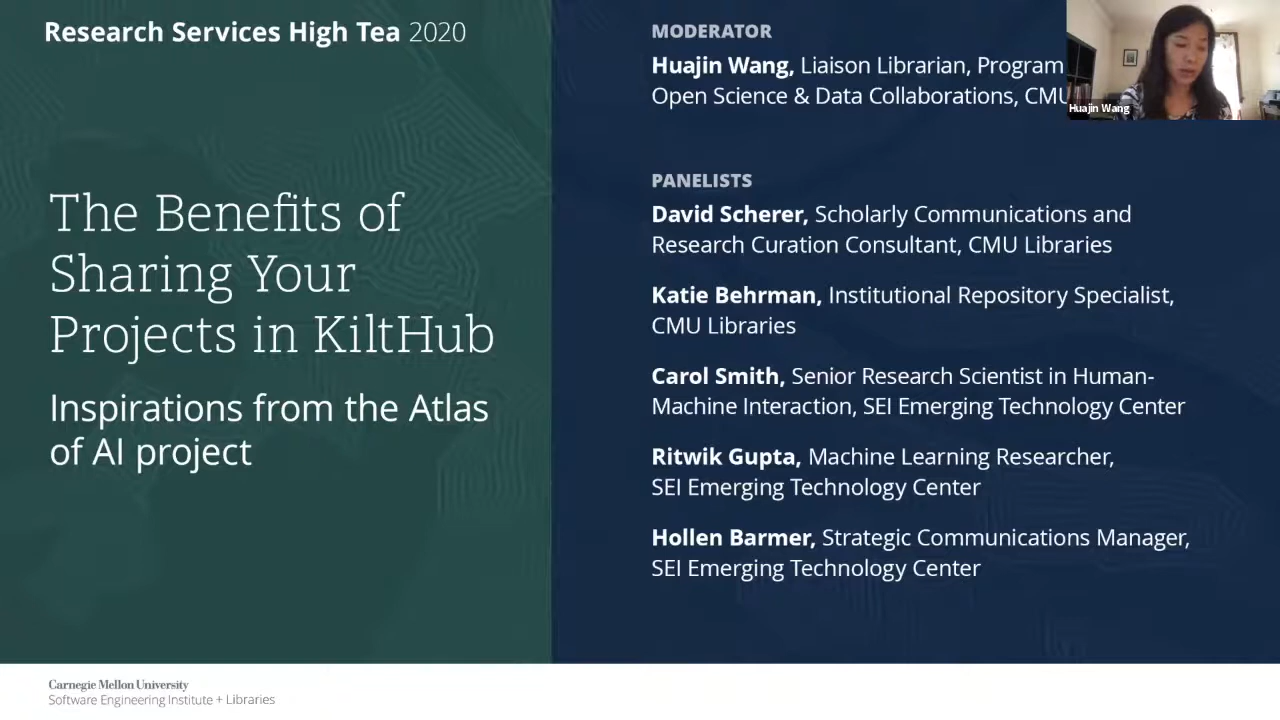 Research Services High Tea 2020
The Benefits of
Sharing Your
Projects in KiltHub
Inspirations from the Atlas
of AI project
MODERATOR
Huajin Wang, Liaison Librarian, Program
Open Science & Data Collaborations, CMU
Huajin Wang
PANELISTS
David Scherer, Scholarly Communications and
Research Curation Consultant, CMU Libraries
Katie Behrman, Institutional Repository Specialist,
CMU Libraries
Carol Smith, Senior Research Scientist in Human-
Machine Interaction, SEI Emerging Technology Center
Ritwik Gupta, Machine Learning Researcher,
SEI Emerging Technology Center
Hollen Barmer, Strategic Communications Manager,
SEI Emerging Technology Center
Carnegie Mellon University
Software Engineering Institute + Libraries